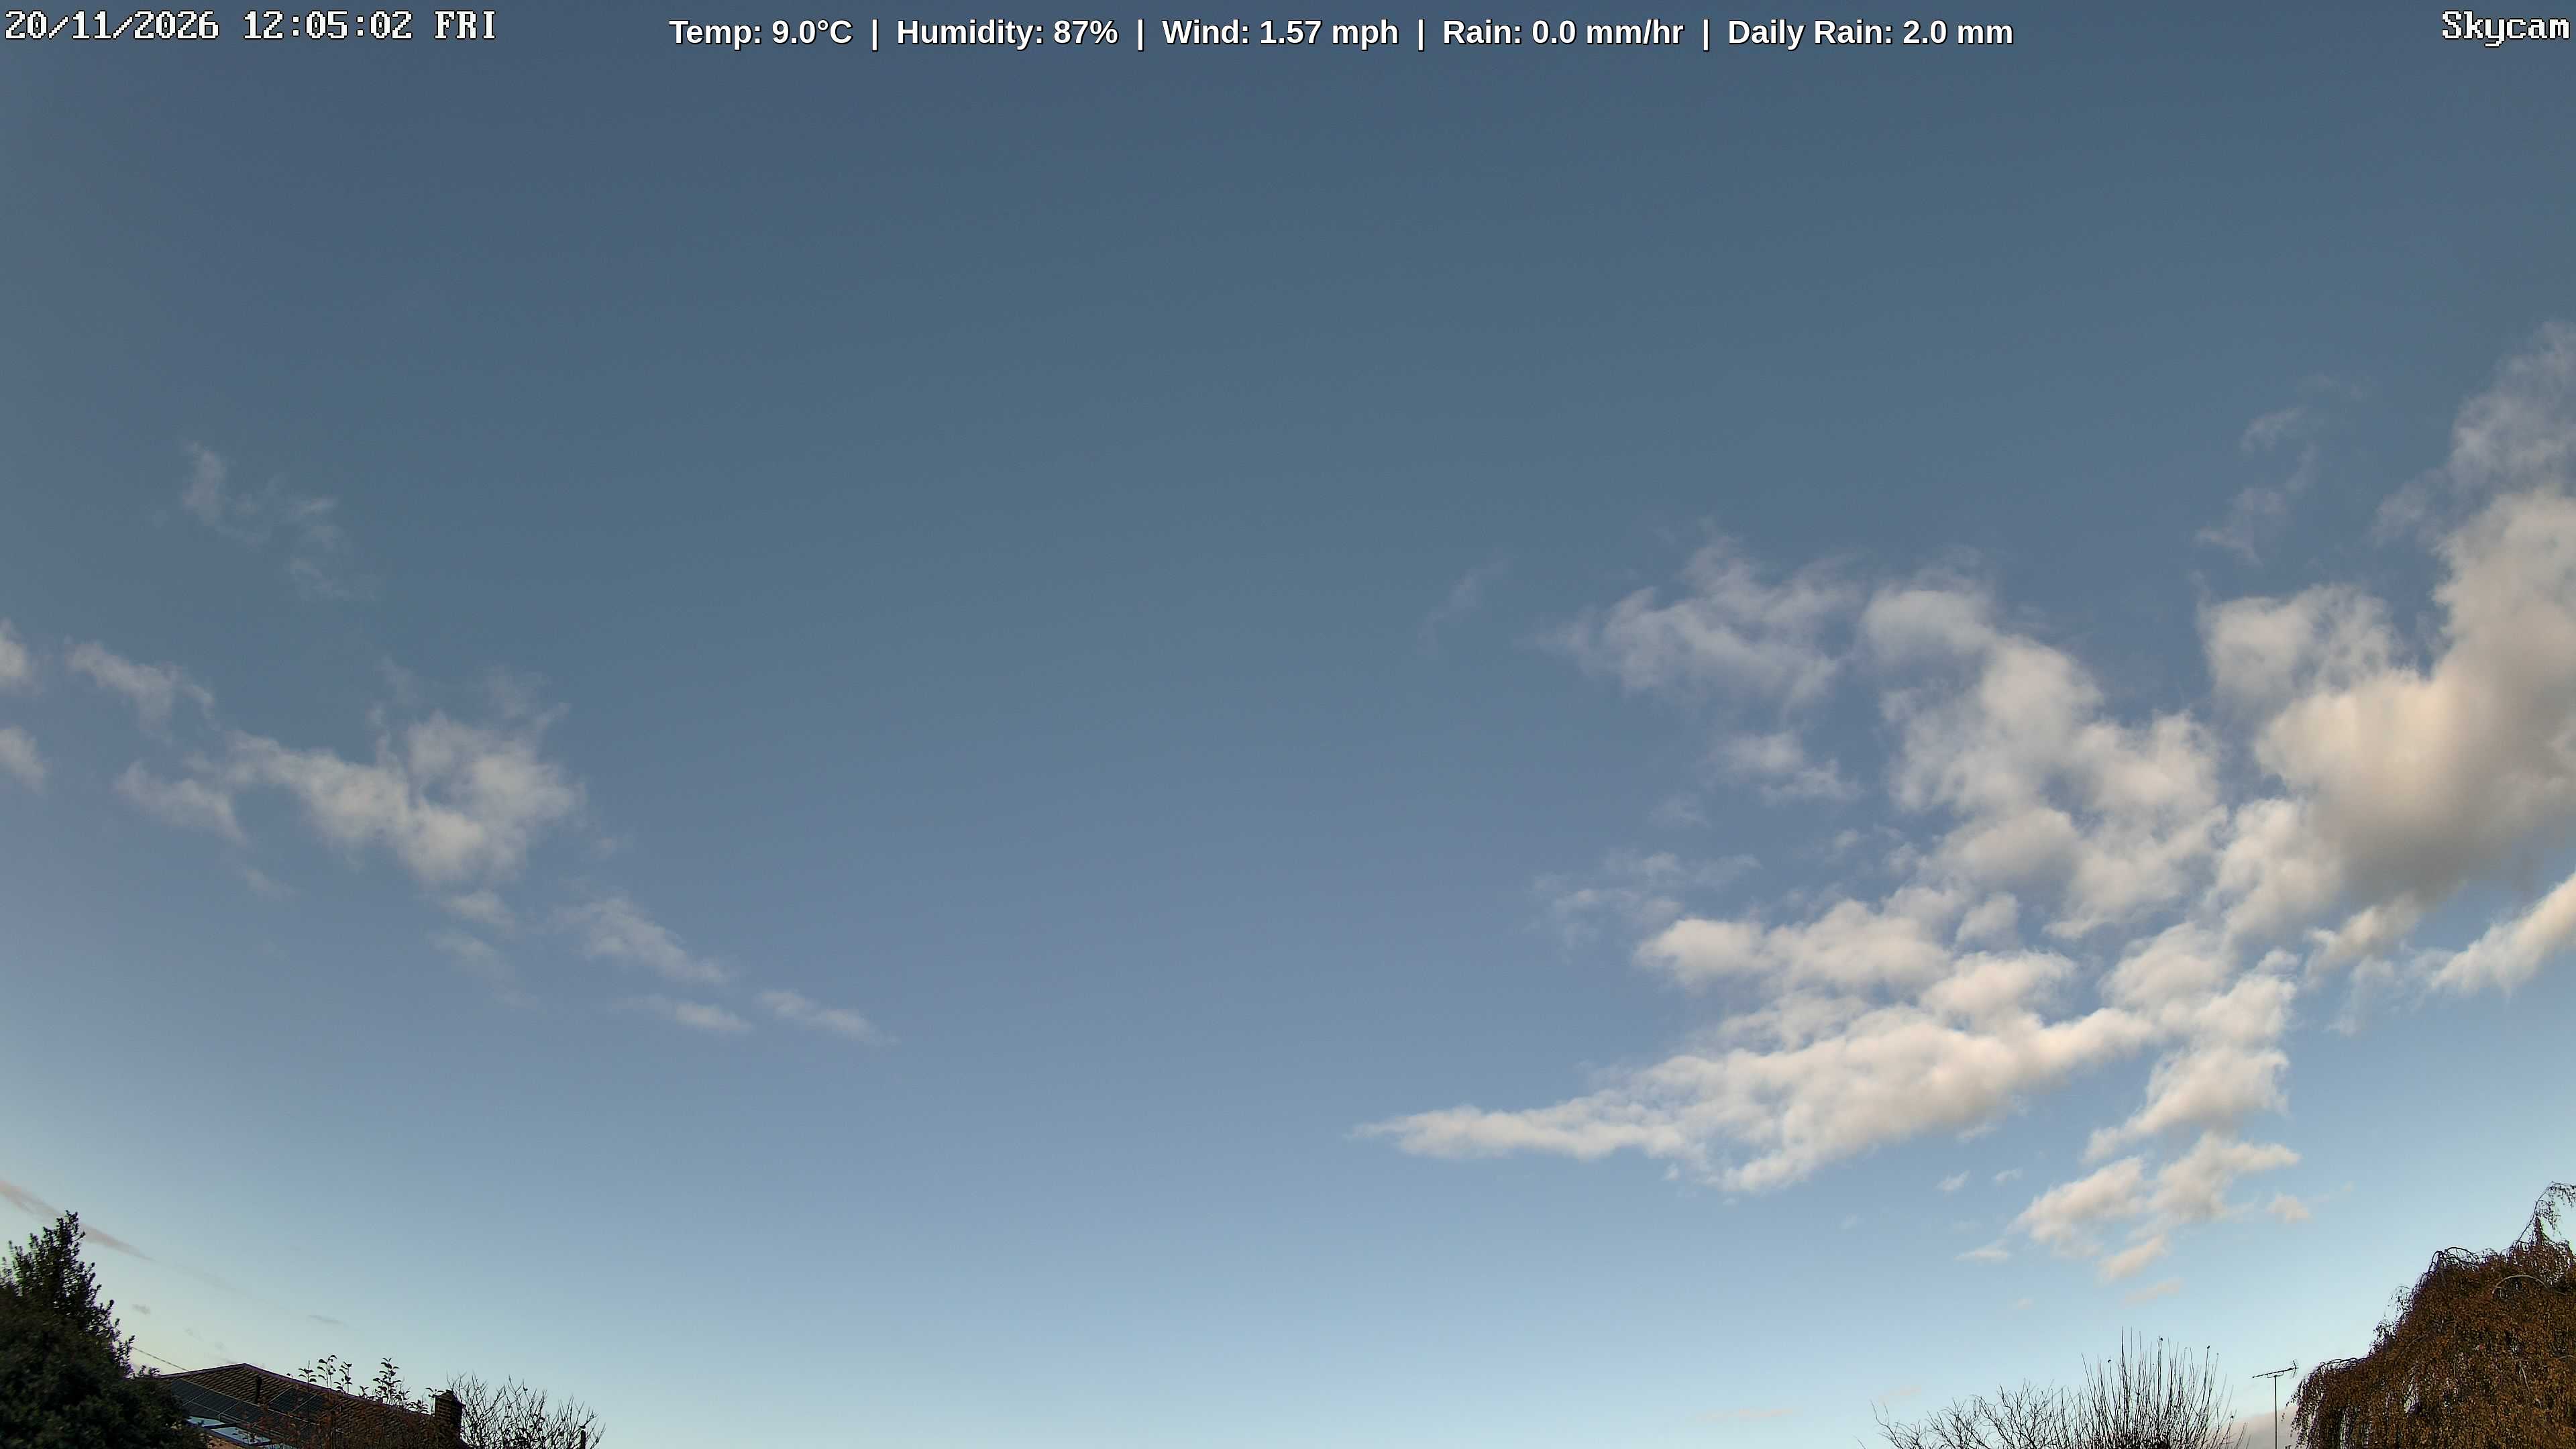 20/11/2026 12:05:02 FRI
Temp: 9.0°C | Humidity: 87% | Wind: 1.57 mph | Rain: 0.0 mm/hr | Daily Rain: 2.0 mm
Skycam